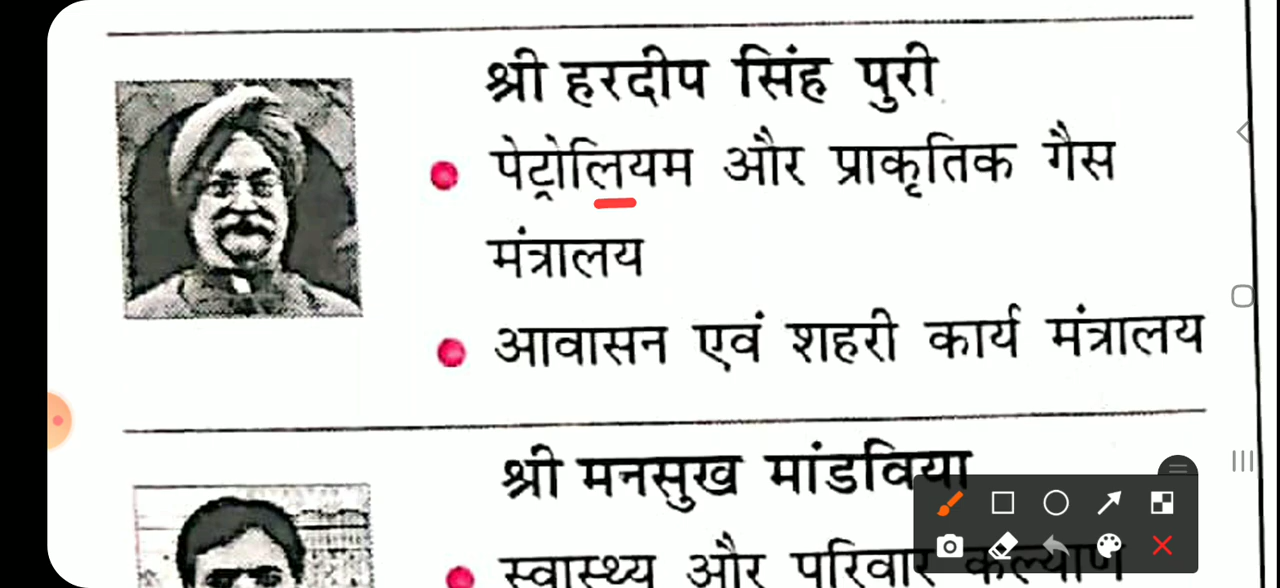 श्री हरदीप सिंह पुरी
पेट्रोलियम और प्राकृतिक गैस
मंत्रालय
आवासन एवं शहरी कार्य मंत्रालय
श्री मनसुख मांडविया
स्वास्थ्य और परिवार कल्याण